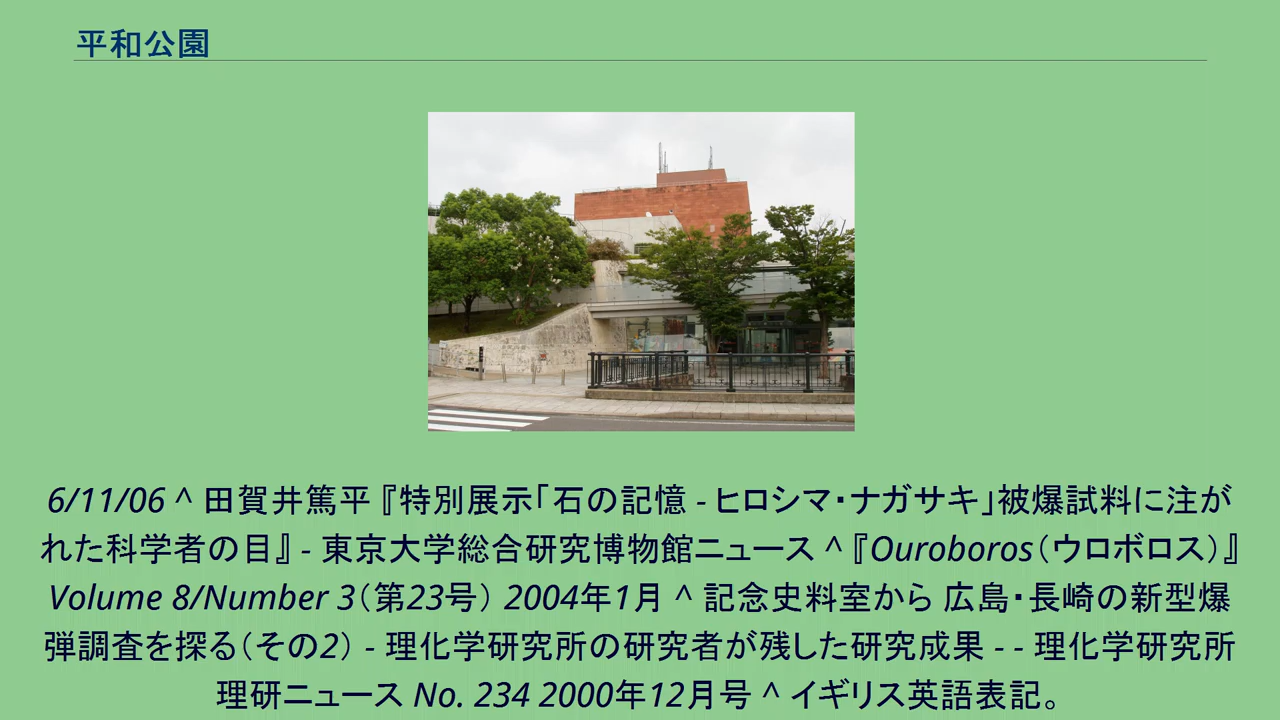 平和公園
6/11/06 ^ 田賀井篤平『特別展示「石の記憶 - ヒロシマ・ナガサキ」被爆試料に注が
れた科学者の目』 - 東京大学総合研究博物館ニュース ^『Ouroboros（ウロボロス）』
Volume 8/Number 3（第23号） 2004年1月 ^ 記念史料室から 広島・長崎の新型爆
弾調査を探る（その2） - 理化学研究所の研究者が残した研究成果 - - 理化学研究所
理研ニュース No. 234 2000年12月号 ^ イギリス英語表記。